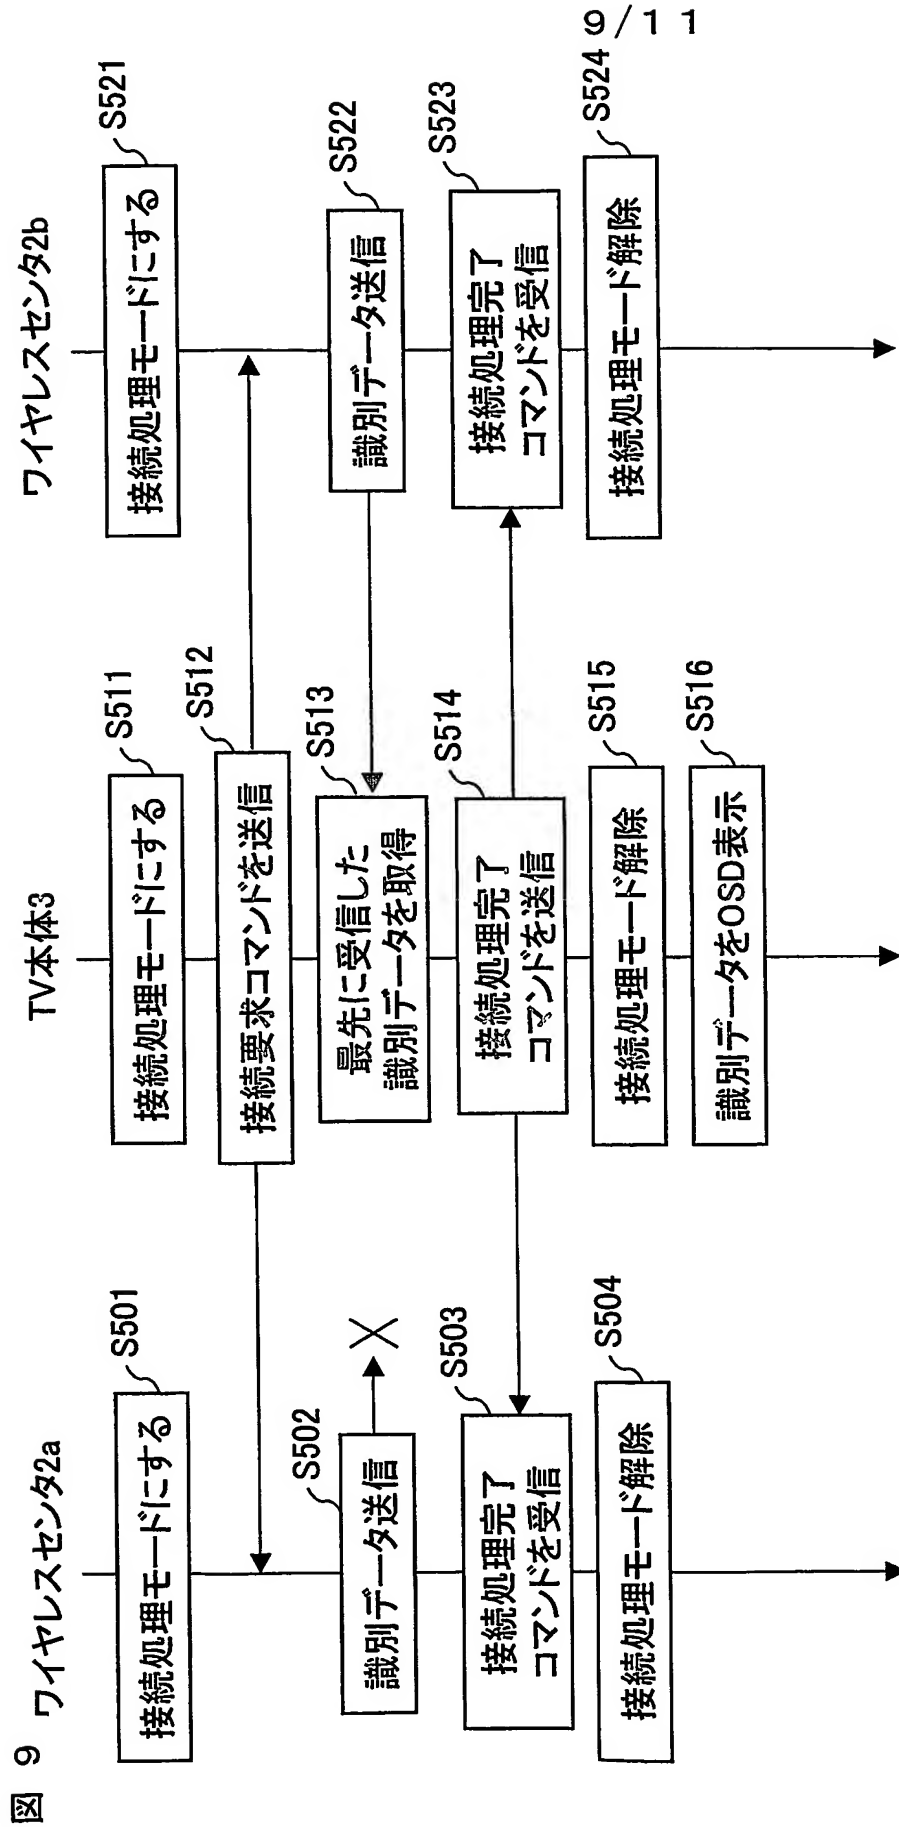 9/11
図 9
ワイヤレスセンタ2a
接続処理モードにする
S501
識別データ送信
S502
接続処理完了
コマンドを受信
S503
接続処理モード解除
S504
TV本体3
接続処理モードにする
S511
接続要求コマンドを送信
S512
最先に受信した
識別データを取得
S513
接続処理完了
コマンドを送信
S514
接続処理モード解除
S515
識別データをOSD表示
S516
ワイヤレスセンタ2b
接続処理モードにする
S521
識別データ送信
S522
接続処理完了
コマンドを受信
S523
接続処理モード解除
S524